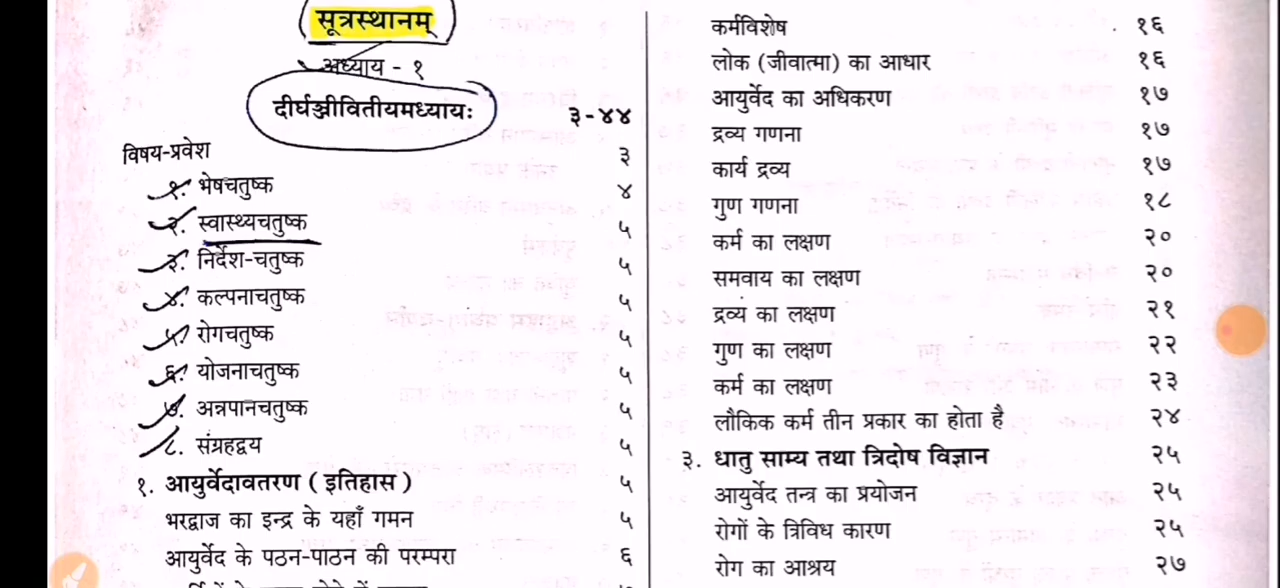 सूत्रस्थानम्
अध्याय - १
दीर्घञ्जीवितीयमध्यायः ३-४४
विषय-प्रवेश ३
१. भेषचतुष्क ४
२. स्वास्थ्यचतुष्क ५
३. निर्देश-चतुष्क ५
४. कल्पनाचतुष्क ५
५. रोगचतुष्क ५
६. योजनाचतुष्क ५
७. अन्नपानचतुष्क ५
८. संग्रहद्वय ५
१. आयुर्वेदावतरण ( इतिहास ) ५
भरद्वाज का इन्द्र के यहाँ गमन ५
आयुर्वेद के पठन-पाठन की परम्परा ६
कर्मविशेष १६
लोक (जीवात्मा) का आधार १६
आयुर्वेद का अधिकरण १७
द्रव्य गणना १७
कार्य द्रव्य १७
गुण गणना १८
कर्म का लक्षण २०
समवाय का लक्षण २०
द्रव्य का लक्षण २१
गुण का लक्षण २२
कर्म का लक्षण २३
लौकिक कर्म तीन प्रकार का होता है २४
३. धातु साम्य तथा त्रिदोष विज्ञान २५
आयुर्वेद तन्त्र का प्रयोजन २५
रोगों के त्रिविध कारण २५
रोग का आश्रय २७